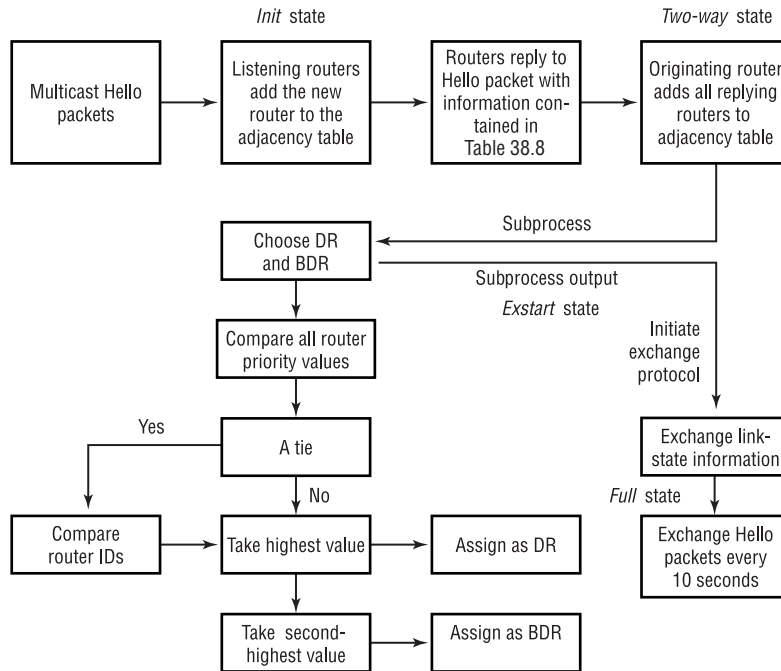 Init state
Two-way state
Multicast Hello
packets
Listening routers
add the new
router to the
adjacency table
Routers reply to
Hello packet with
information con-
tained in
Table 38.8
Originating router
adds all replying
routers to
adjacency table
Subprocess
Choose DR
and BDR
Subprocess output
Exstart state
Initiate
exchange
protocol
Compare all router
priority values
Yes
A tie
Exchange link-
state information
No
Full state
Compare
router IDs
Take highest value
Assign as DR
Exchange Hello
packets every
10 seconds
Take second-
highest value
Assign as BDR